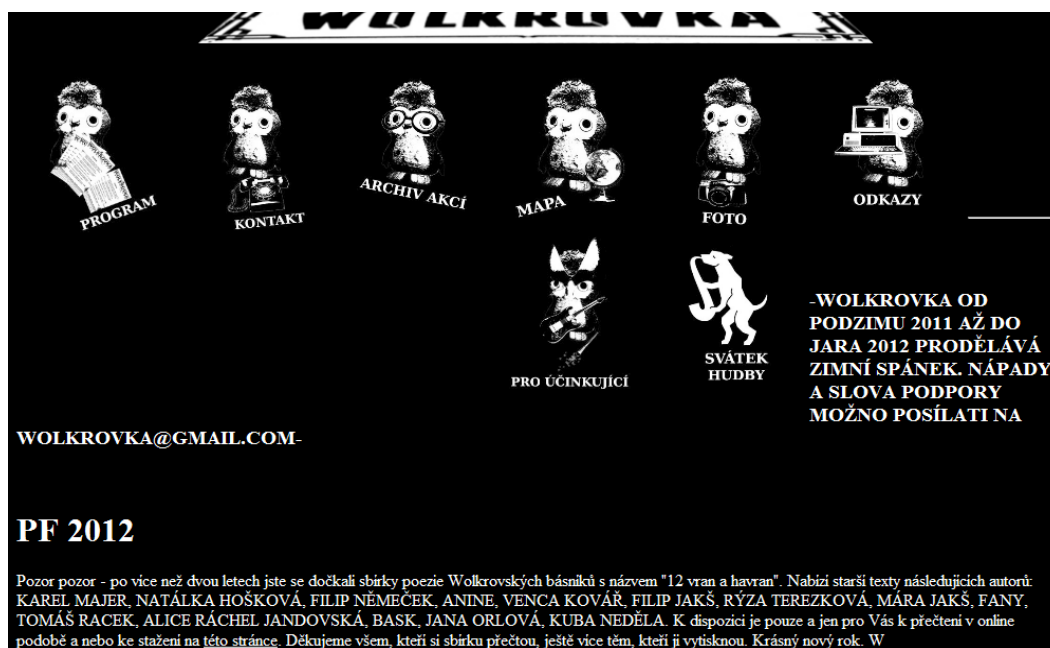 WOLKROVKA
PROGRAM
KONTAKT
ARCHIV AKCÍ
MAPA
FOTO
ODKAZY
PRO ÚČINKUJÍCÍ
SVÁTEK
HUDBY
-WOLKROVKA OD
PODZIMU 2011 AŽ DO
JARA 2012 PRODĚLÁVÁ
ZIMNÍ SPÁNEK. NÁPADY
A SLOVA PODPORY
MOŽNO POSÍLATI NA
WOLKROVKA@GMAIL.COM-
PF 2012
Pozor pozor - po více než dvou letech jste se dočkali sbírky poezie Wolkrovských básníků s názvem "12 vran a havran". Nabízí starší texty následujících autorů:
KAREL MAJER, NATÁLKA HOŠKOVÁ, FILIP NĚMEČEK, ANINE, VENCA KOVÁŘ, FILIP JAKŠ, RÝZA TEREZKOVÁ, MÁRA JAKŠ, FANY,
TOMÁŠ RACEK, ALICE RÁCHEL JANDOVSKÁ, BASK, JANA ORLOVÁ, KUBA NEDĚLA. K dispozici je pouze a jen pro Vás k přečtení v online
podobě a nebo ke stažení na této stránce. Děkujeme všem, kteří si sbírku přečtou, ještě více těm, kteří ji vytisknou. Krásný nový rok. W